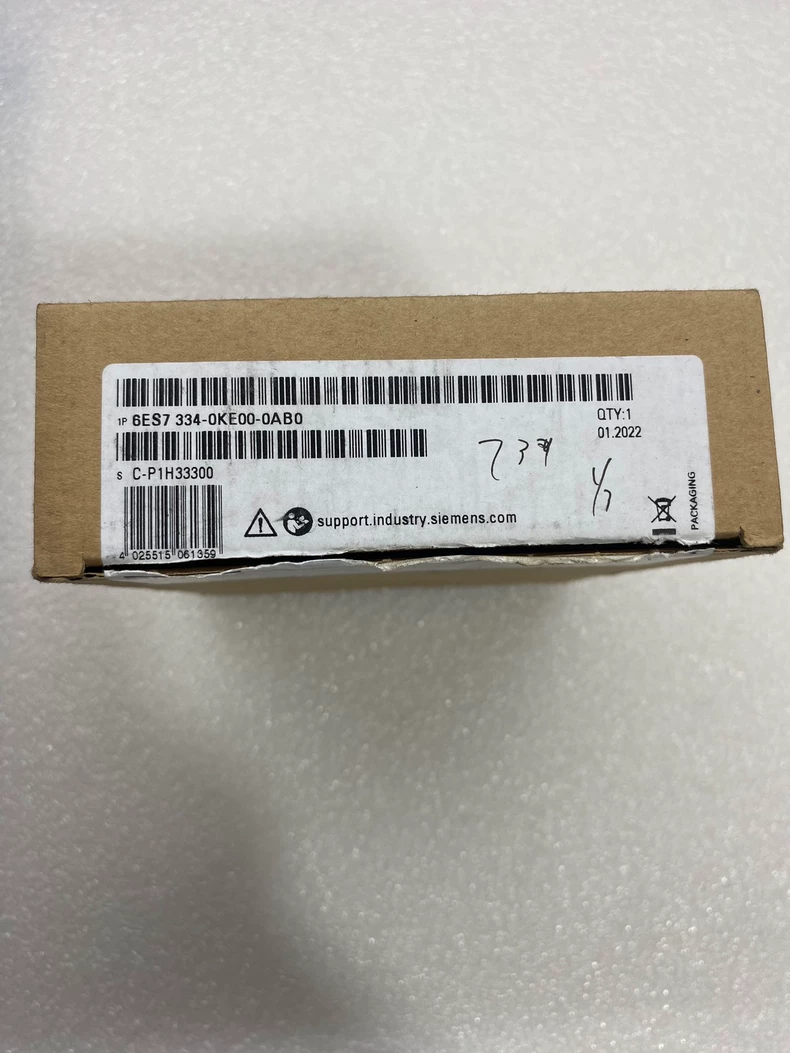 1P 6ES7 334-0KE00-0AB0
QTY:1
01.2022
S C-P1H33300
support.industry.siemens.com
PACKAGING
4 025515 061359